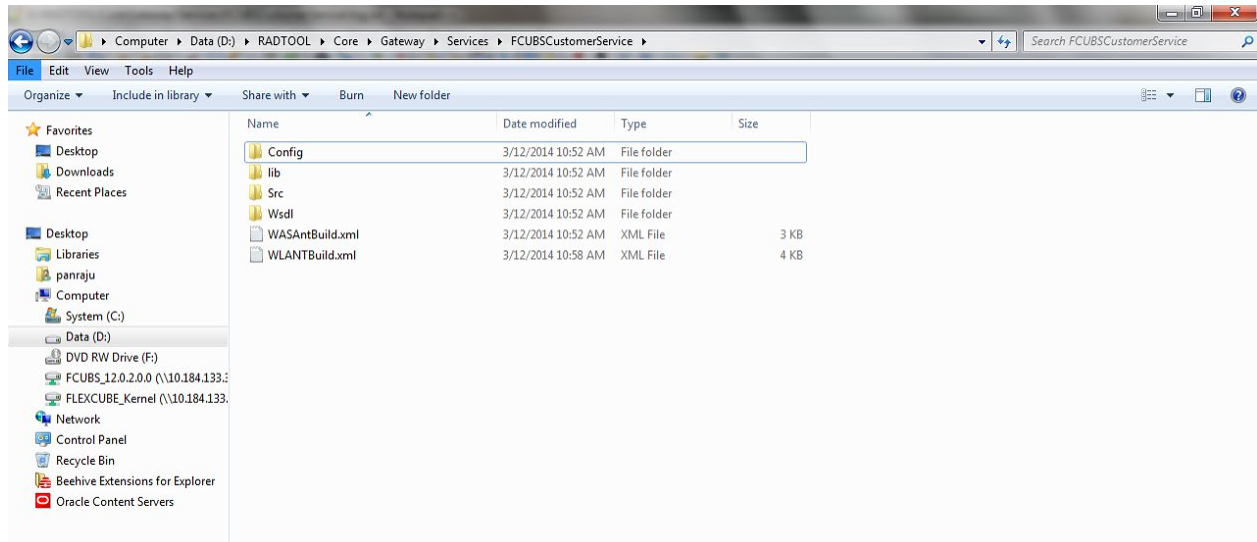 Computer ▸ Data (D:) ▸ RADTOOL ▸ Core ▸ Gateway ▸ Services ▸ FCUBSCustomerService ▸ Search FCUBSCustomerService
File Edit View Tools Help
Organize Include in library Share with Burn New folder
Name Date modified Type Size
Config 3/12/2014 10:52 AM File folder
lib 3/12/2014 10:52 AM File folder
Src 3/12/2014 10:52 AM File folder
Wsdl 3/12/2014 10:52 AM File folder
WASAntBuild.xml 3/12/2014 10:52 AM XML File 3 KB
WLANTBuild.xml 3/12/2014 10:58 AM XML File 4 KB
Favorites
Desktop
Downloads
Recent Places
Desktop
Libraries
panraju
Computer
System (C:)
Data (D:)
DVD RW Drive (F:)
FCUBS_12.0.2.0.0 (\\10.184.133.3
FLEXCUBE_Kernel (\\10.184.133.
Network
Control Panel
Recycle Bin
Beehive Extensions for Explorer
Oracle Content Servers